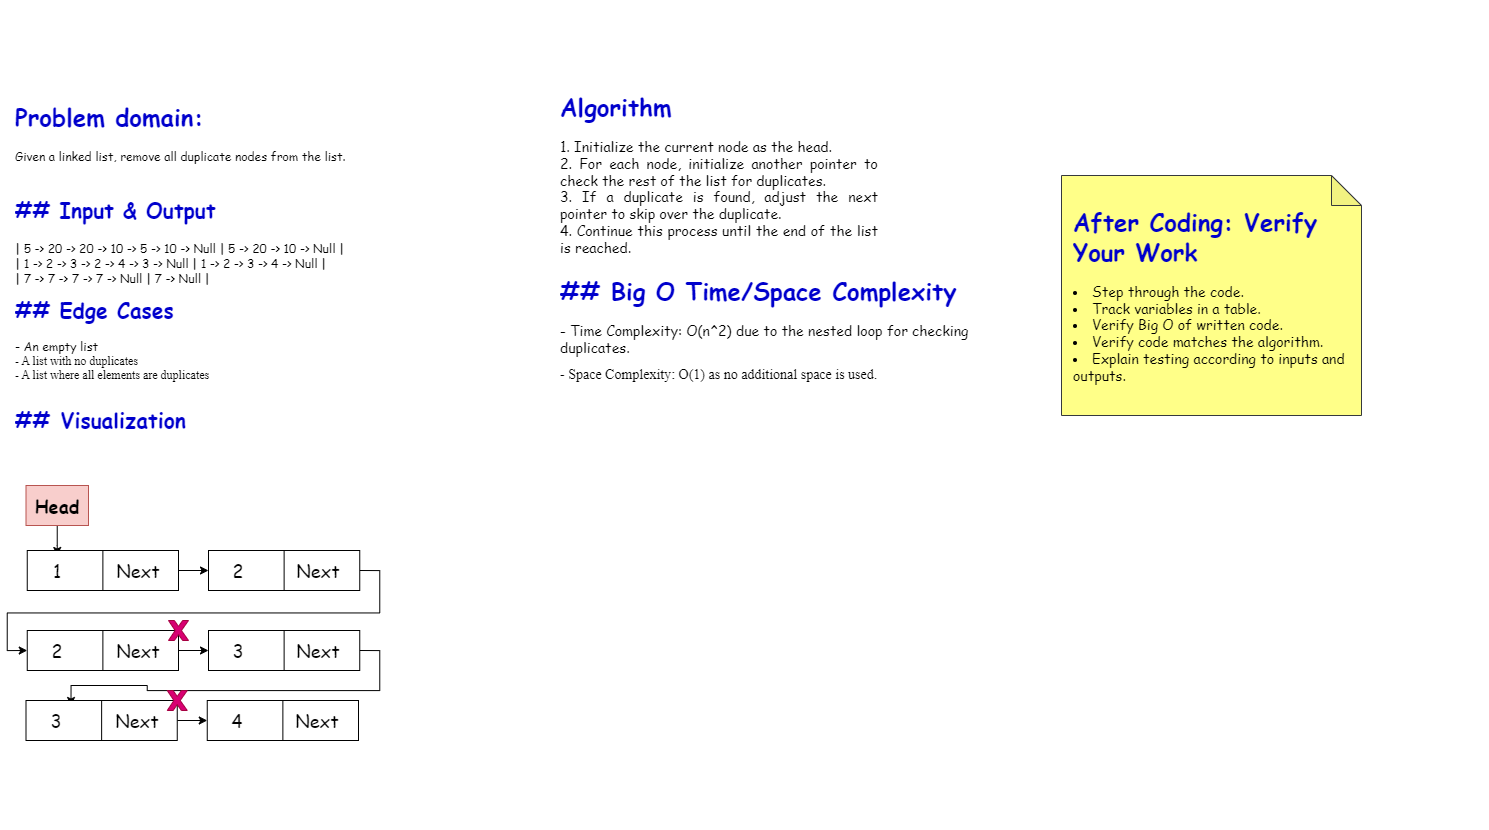 Problem domain:
Given a linked list, remove all duplicate nodes from the list.
## Input & Output
| 5 -> 20 -> 20 -> 10 -> 5 -> 10 -> Null | 5 -> 20 -> 10 -> Null |
| 1 -> 2 -> 3 -> 2 -> 4 -> 3 -> Null | 1 -> 2 -> 3 -> 4 -> Null |
| 7 -> 7 -> 7 -> 7 -> Null | 7 -> Null |
## Edge Cases
- An empty list
- A list with no duplicates
- A list where all elements are duplicates
## Visualization
Head
1 Next 2 Next
X
2 Next 3 Next
X
3 Next 4 Next
Algorithm
1. Initialize the current node as the head.
2. For each node, initialize another pointer to
check the rest of the list for duplicates.
3. If a duplicate is found, adjust the next
pointer to skip over the duplicate.
4. Continue this process until the end of the list
is reached.
## Big O Time/Space Complexity
- Time Complexity: O(n^2) due to the nested loop for checking
duplicates.
- Space Complexity: O(1) as no additional space is used.
After Coding: Verify
Your Work
• Step through the code.
• Track variables in a table.
• Verify Big O of written code.
• Verify code matches the algorithm.
• Explain testing according to inputs and
outputs.